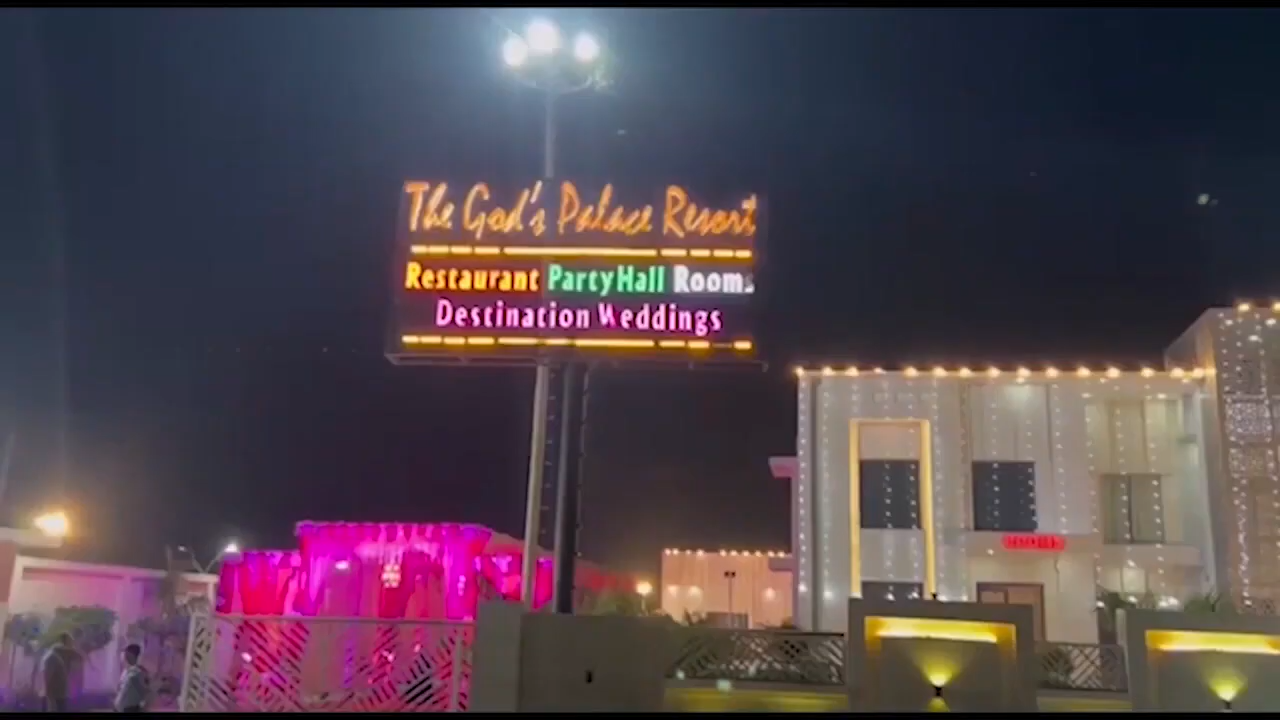 The God's Palace Resort
Restaurant PartyHall Rooms
Destination Weddings